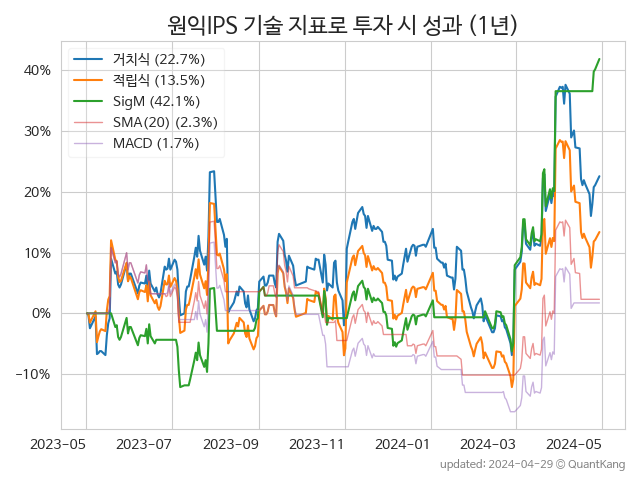 원익IPS 기술 지표로 투자 시 성과 (1년)
거치식 (22.7%)
적립식 (13.5%)
SigM (42.1%)
SMA(20) (2.3%)
MACD (1.7%)
40%
30%
20%
10%
0%
−10%
2023-05 2023-07 2023-09 2023-11 2024-01 2024-03 2024-05
updated: 2024-04-29 © QuantKang